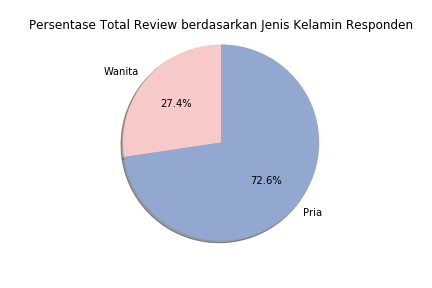 Persentase Total Review berdasarkan Jenis Kelamin Responden
Wanita
27.4%
72.6%
Pria